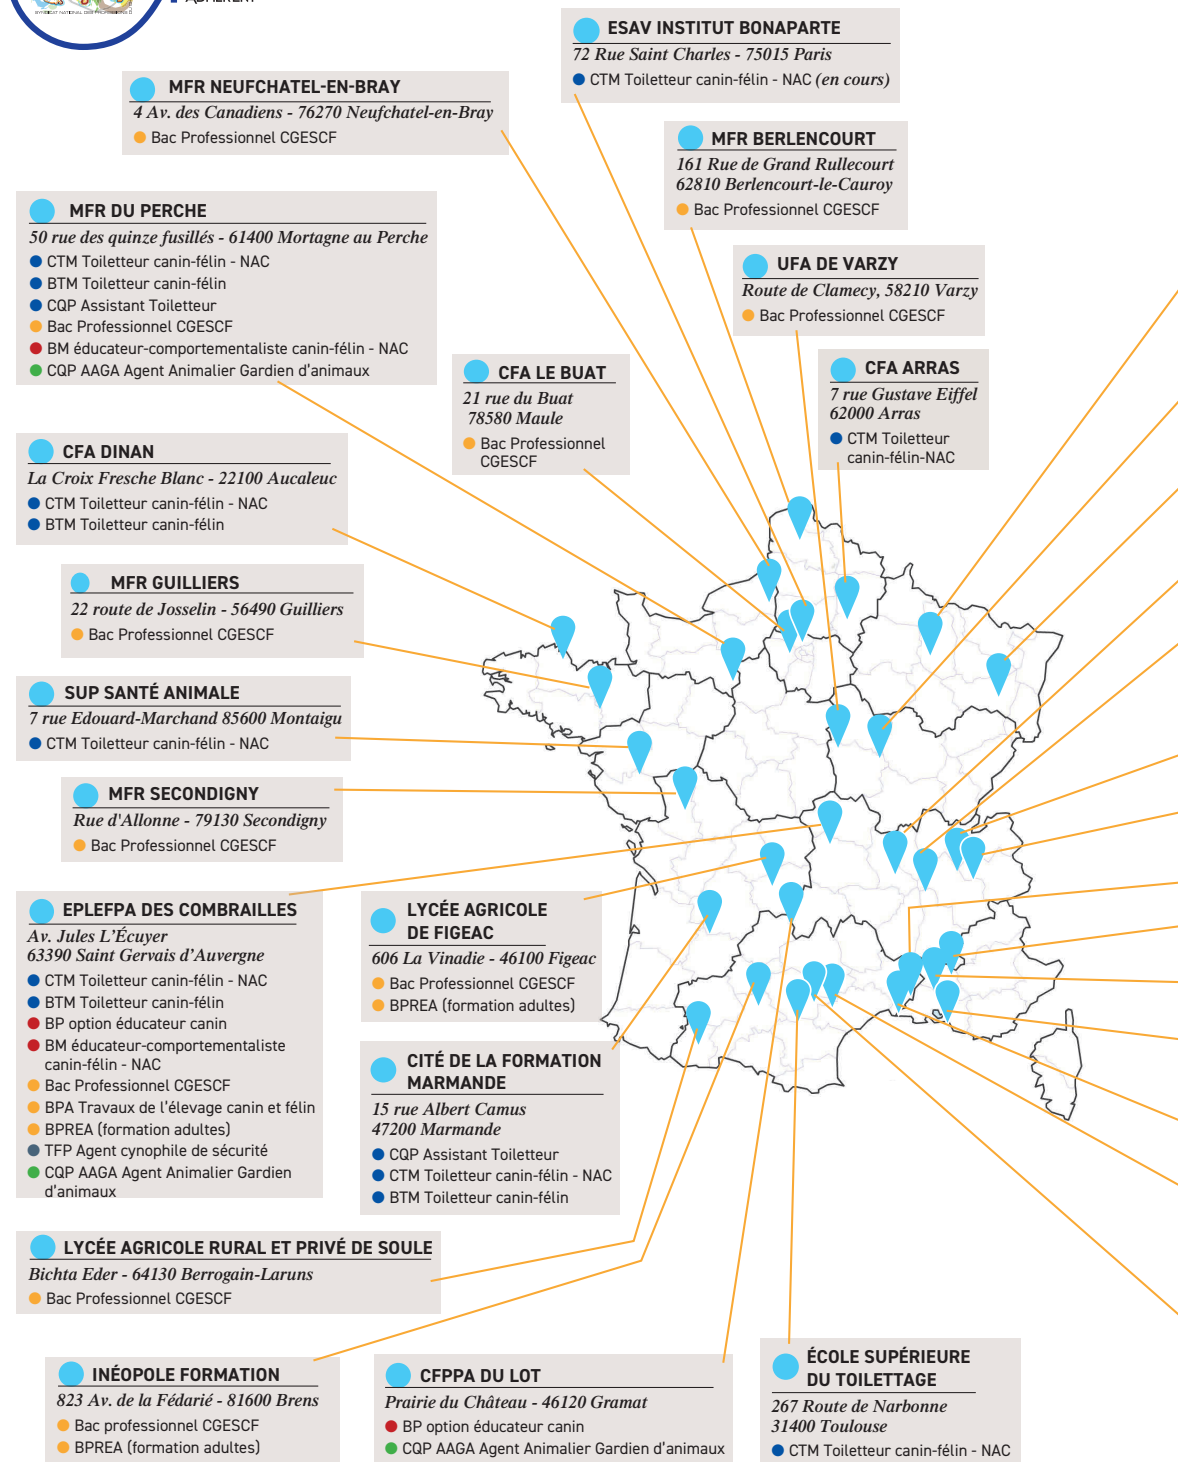 SYNDICAT NATIONAL DES PROFESSIONS D
ADHÉRENT
ESAV INSTITUT BONAPARTE
72 Rue Saint Charles - 75015 Paris
CTM Toiletteur canin-félin - NAC (en cours)
MFR NEUFCHATEL-EN-BRAY
4 Av. des Canadiens - 76270 Neufchatel-en-Bray
Bac Professionnel CGESCF
MFR BERLENCOURT
161 Rue de Grand Rullecourt
62810 Berlencourt-le-Cauroy
Bac Professionnel CGESCF
MFR DU PERCHE
50 rue des quinze fusillés - 61400 Mortagne au Perche
CTM Toiletteur canin-félin - NAC
BTM Toiletteur canin-félin
CQP Assistant Toiletteur
Bac Professionnel CGESCF
BM éducateur-comportementaliste canin-félin - NAC
CQP AAGA Agent Animalier Gardien d'animaux
UFA DE VARZY
Route de Clamecy, 58210 Varzy
Bac Professionnel CGESCF
CFA LE BUAT
21 rue du Buat
78580 Maule
Bac Professionnel
CGESCF
CFA ARRAS
7 rue Gustave Eiffel
62000 Arras
CTM Toiletteur
canin-félin-NAC
CFA DINAN
La Croix Fresche Blanc - 22100 Aucaleuc
CTM Toiletteur canin-félin - NAC
BTM Toiletteur canin-félin
MFR GUILLIERS
22 route de Josselin - 56490 Guilliers
Bac Professionnel CGESCF
SUP SANTÉ ANIMALE
7 rue Edouard-Marchand 85600 Montaigu
CTM Toiletteur canin-félin - NAC
MFR SECONDIGNY
Rue d'Allonne - 79130 Secondigny
Bac Professionnel CGESCF
EPLEFPA DES COMBRAILLES
Av. Jules L'Écuyer
63390 Saint Gervais d'Auvergne
CTM Toiletteur canin-félin - NAC
BTM Toiletteur canin-félin
BP option éducateur canin
BM éducateur-comportementaliste
canin-félin - NAC
Bac Professionnel CGESCF
BPA Travaux de l'élevage canin et félin
BPREA (formation adultes)
TFP Agent cynophile de sécurité
CQP AAGA Agent Animalier Gardien
d'animaux
LYCÉE AGRICOLE
DE FIGEAC
606 La Vinadie - 46100 Figeac
Bac Professionnel CGESCF
BPREA (formation adultes)
CITÉ DE LA FORMATION
MARMANDE
15 rue Albert Camus
47200 Marmande
CQP Assistant Toiletteur
CTM Toiletteur canin-félin - NAC
BTM Toiletteur canin-félin
LYCÉE AGRICOLE RURAL ET PRIVÉ DE SOULE
Bichta Eder - 64130 Berrogain-Laruns
Bac Professionnel CGESCF
INÉOPOLE FORMATION
823 Av. de la Fédarié - 81600 Brens
Bac professionnel CGESCF
BPREA (formation adultes)
CFPPA DU LOT
Prairie du Château - 46120 Gramat
BP option éducateur canin
CQP AAGA Agent Animalier Gardien d'animaux
ÉCOLE SUPÉRIEURE
DU TOILETTAGE
267 Route de Narbonne
31400 Toulouse
CTM Toiletteur canin-félin - NAC